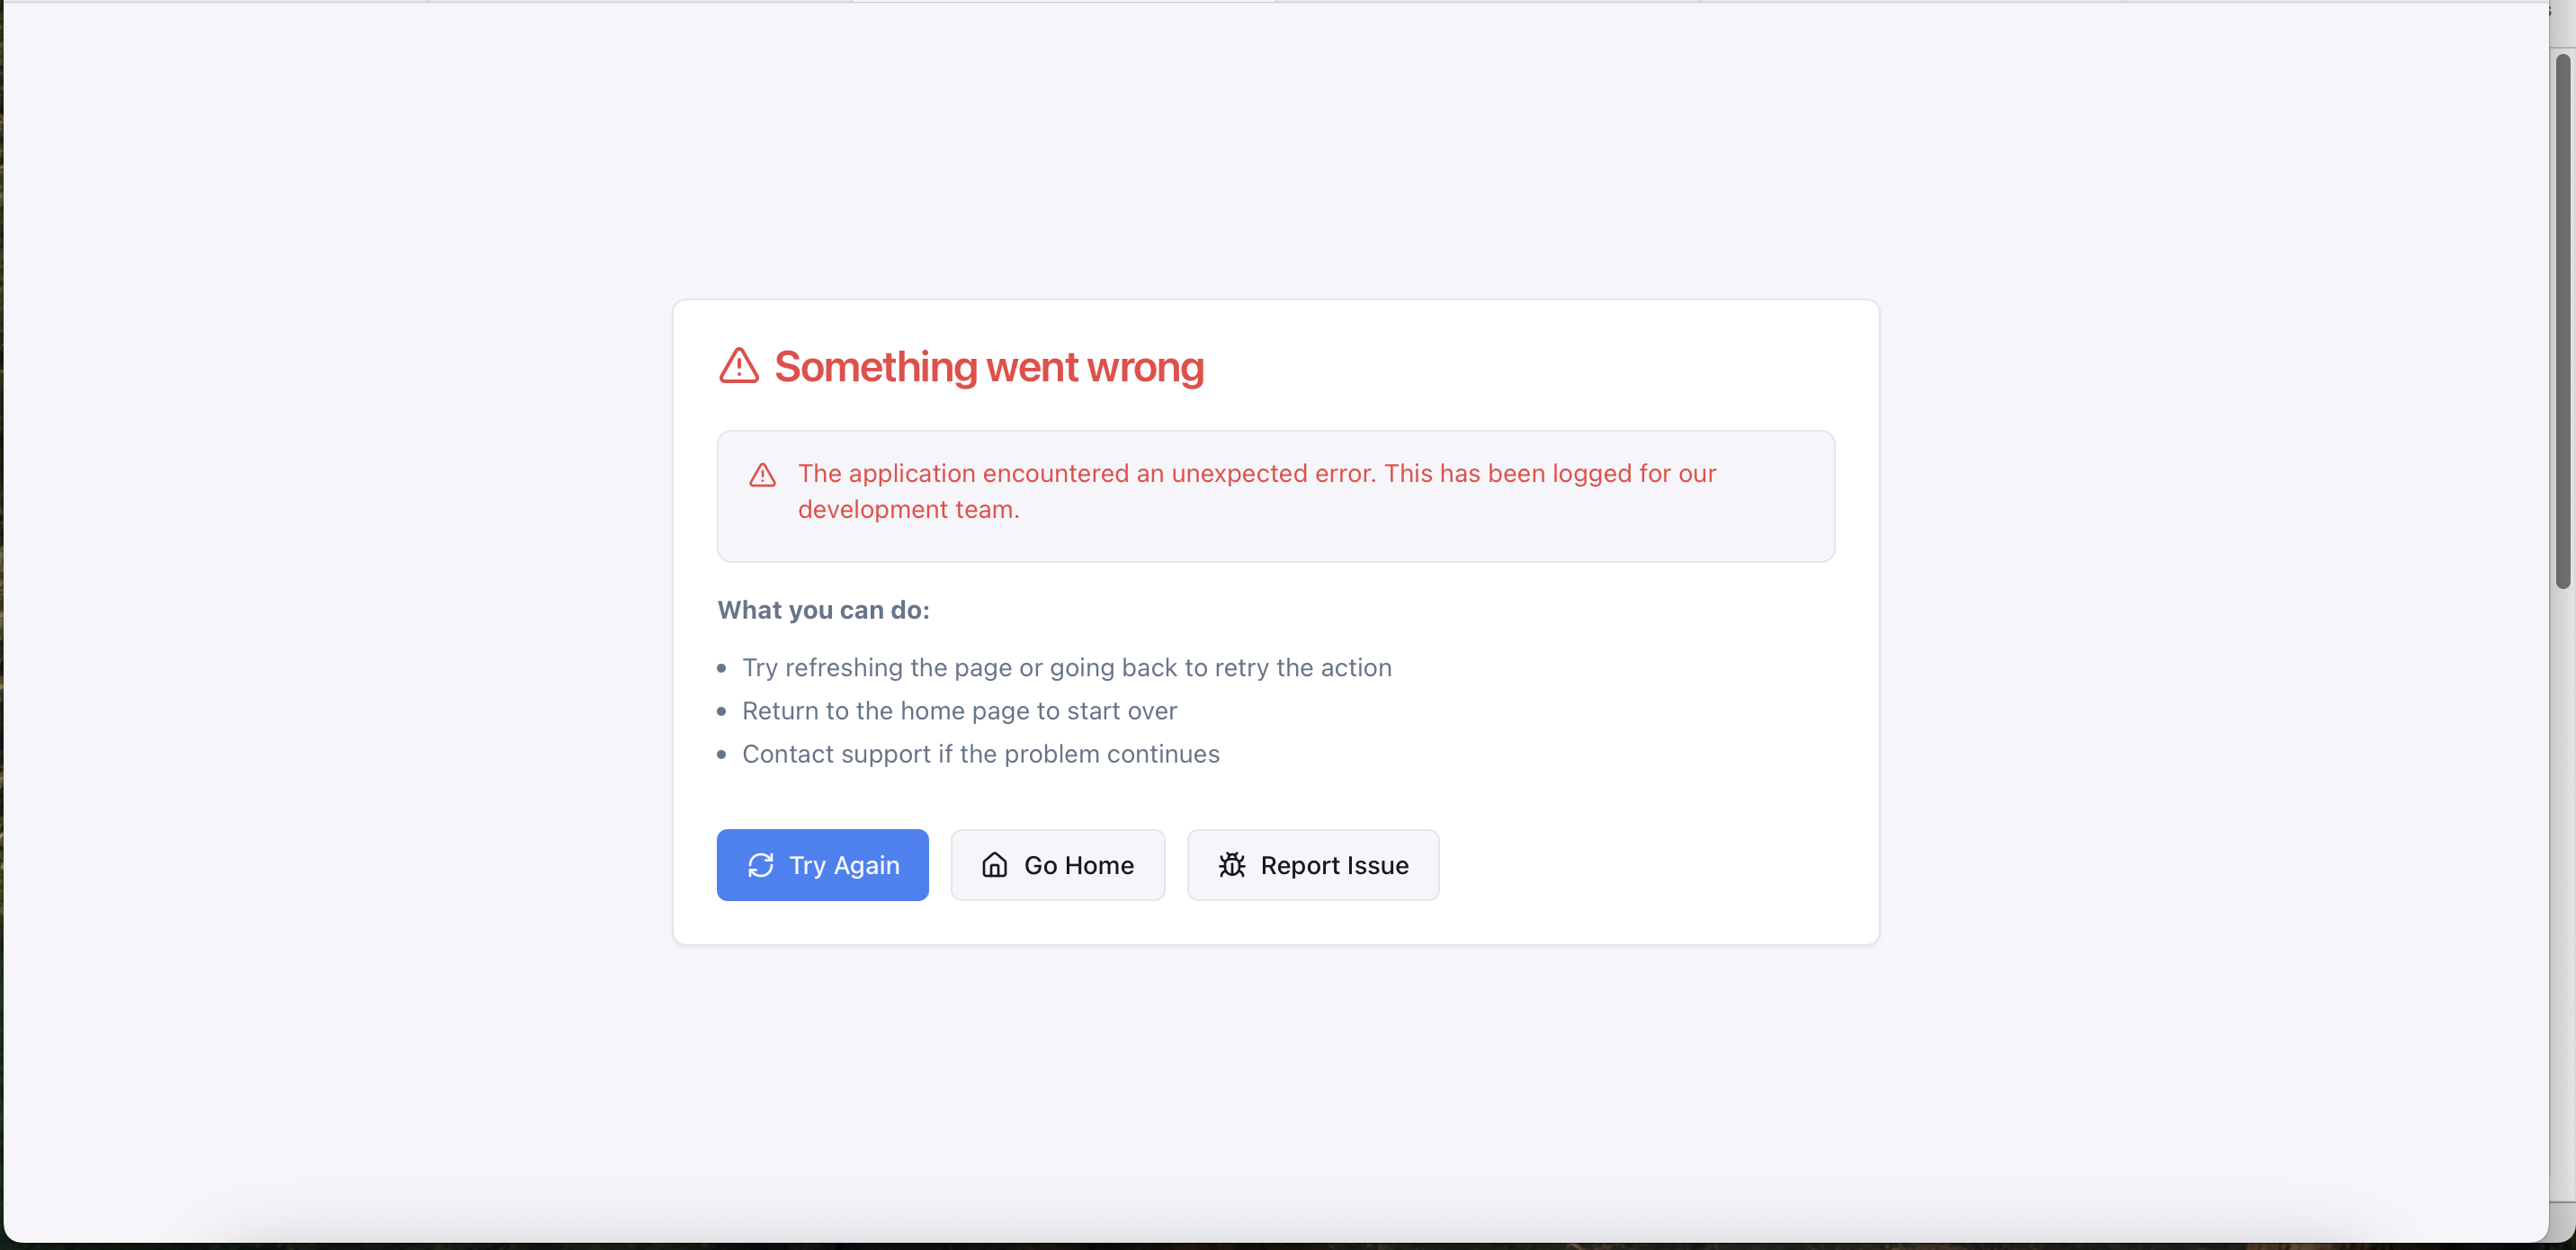 Something went wrong
The application encountered an unexpected error. This has been logged for our
development team.
What you can do:
• Try refreshing the page or going back to retry the action
• Return to the home page to start over
• Contact support if the problem continues
Try Again
Go Home
Report Issue